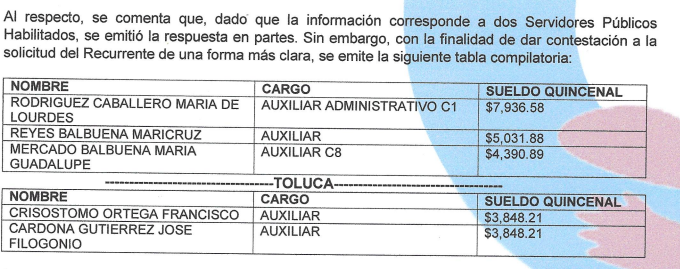 Al respecto, se comenta que, dado que la información corresponde a dos Servidores Públicos
Habilitados, se emitió la respuesta en partes. Sin embargo, con la finalidad de dar contestación a la
solicitud del Recurrente de una forma más clara, se emite la siguiente tabla compilatoria:
NOMBRE CARGO SUELDO QUINCENAL
RODRIGUEZ CABALLERO MARIA DE AUXILIAR ADMINISTRATIVO C1 $7,936.58
LOURDES
REYES BALBUENA MARICRUZ AUXILIAR $5,031.88
MERCADO BALBUENA MARIA AUXILIAR C8 $4,390.89
GUADALUPE
-----------------------------------TOLUCA-----------------------------------
NOMBRE CARGO SUELDO QUINCENAL
CRISOSTOMO ORTEGA FRANCISCO AUXILIAR $3,848.21
CARDONA GUTIERREZ JOSE AUXILIAR $3,848.21
FILOGONIO